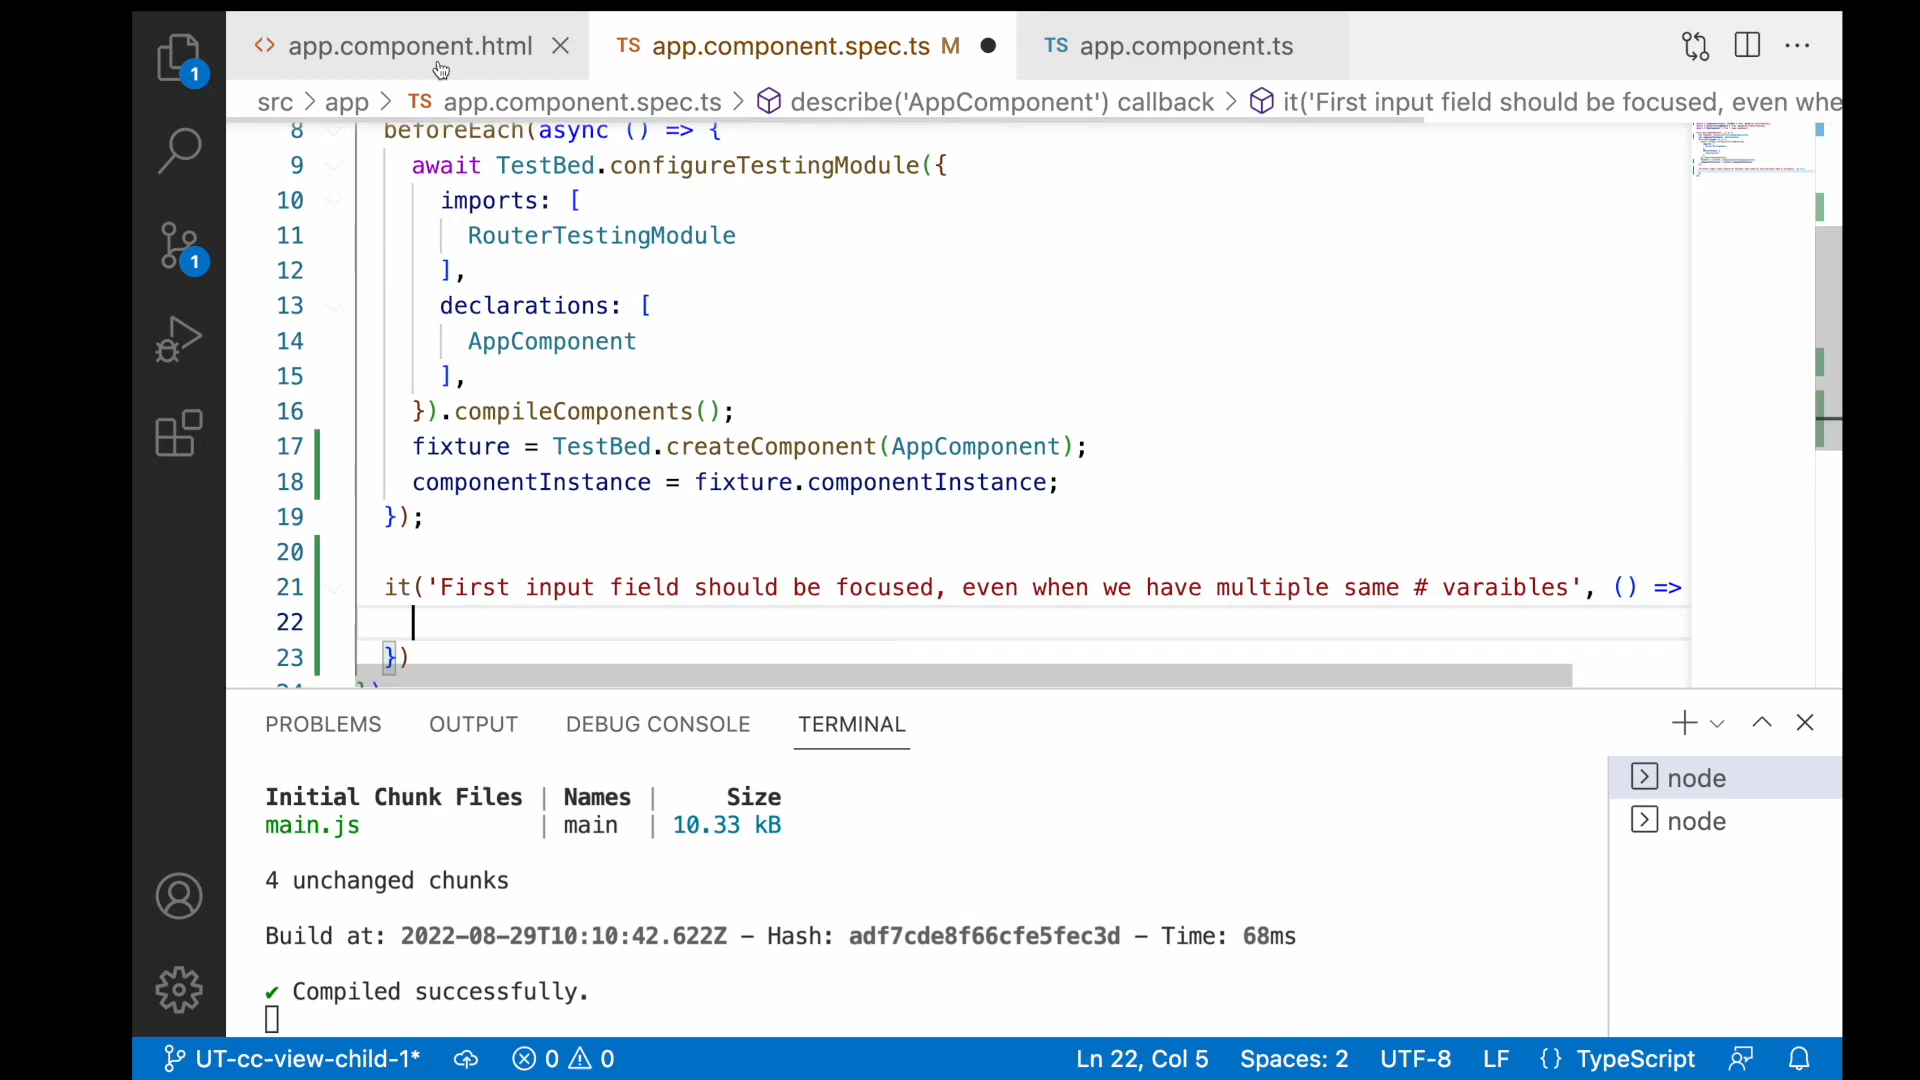 <> app.component.html
TS app.component.spec.ts M
TS app.component.ts
src > app > TS app.component.spec.ts > describe('AppComponent') callback > it('First input field should be focused, even whe
8 beforeEach(async () => {
9 await TestBed.configureTestingModule({
10 imports: [
11 RouterTestingModule
12 ],
13 declarations: [
14 AppComponent
15 ],
16 }).compileComponents();
17 fixture = TestBed.createComponent(AppComponent);
18 componentInstance = fixture.componentInstance;
19 });
20
21 it('First input field should be focused, even when we have multiple same # varaibles', () =>
22
23 })
1
1
PROBLEMS OUTPUT DEBUG CONSOLE TERMINAL
Initial Chunk Files | Names | Size
main.js | main | 10.33 kB
4 unchanged chunks
Build at: 2022-08-29T10:10:42.622Z - Hash: adf7cde8f66cfe5fec3d - Time: 68ms
✔ Compiled successfully.
node
node
UT-cc-view-child-1* 0 0 Ln 22, Col 5 Spaces: 2 UTF-8 LF {} TypeScript